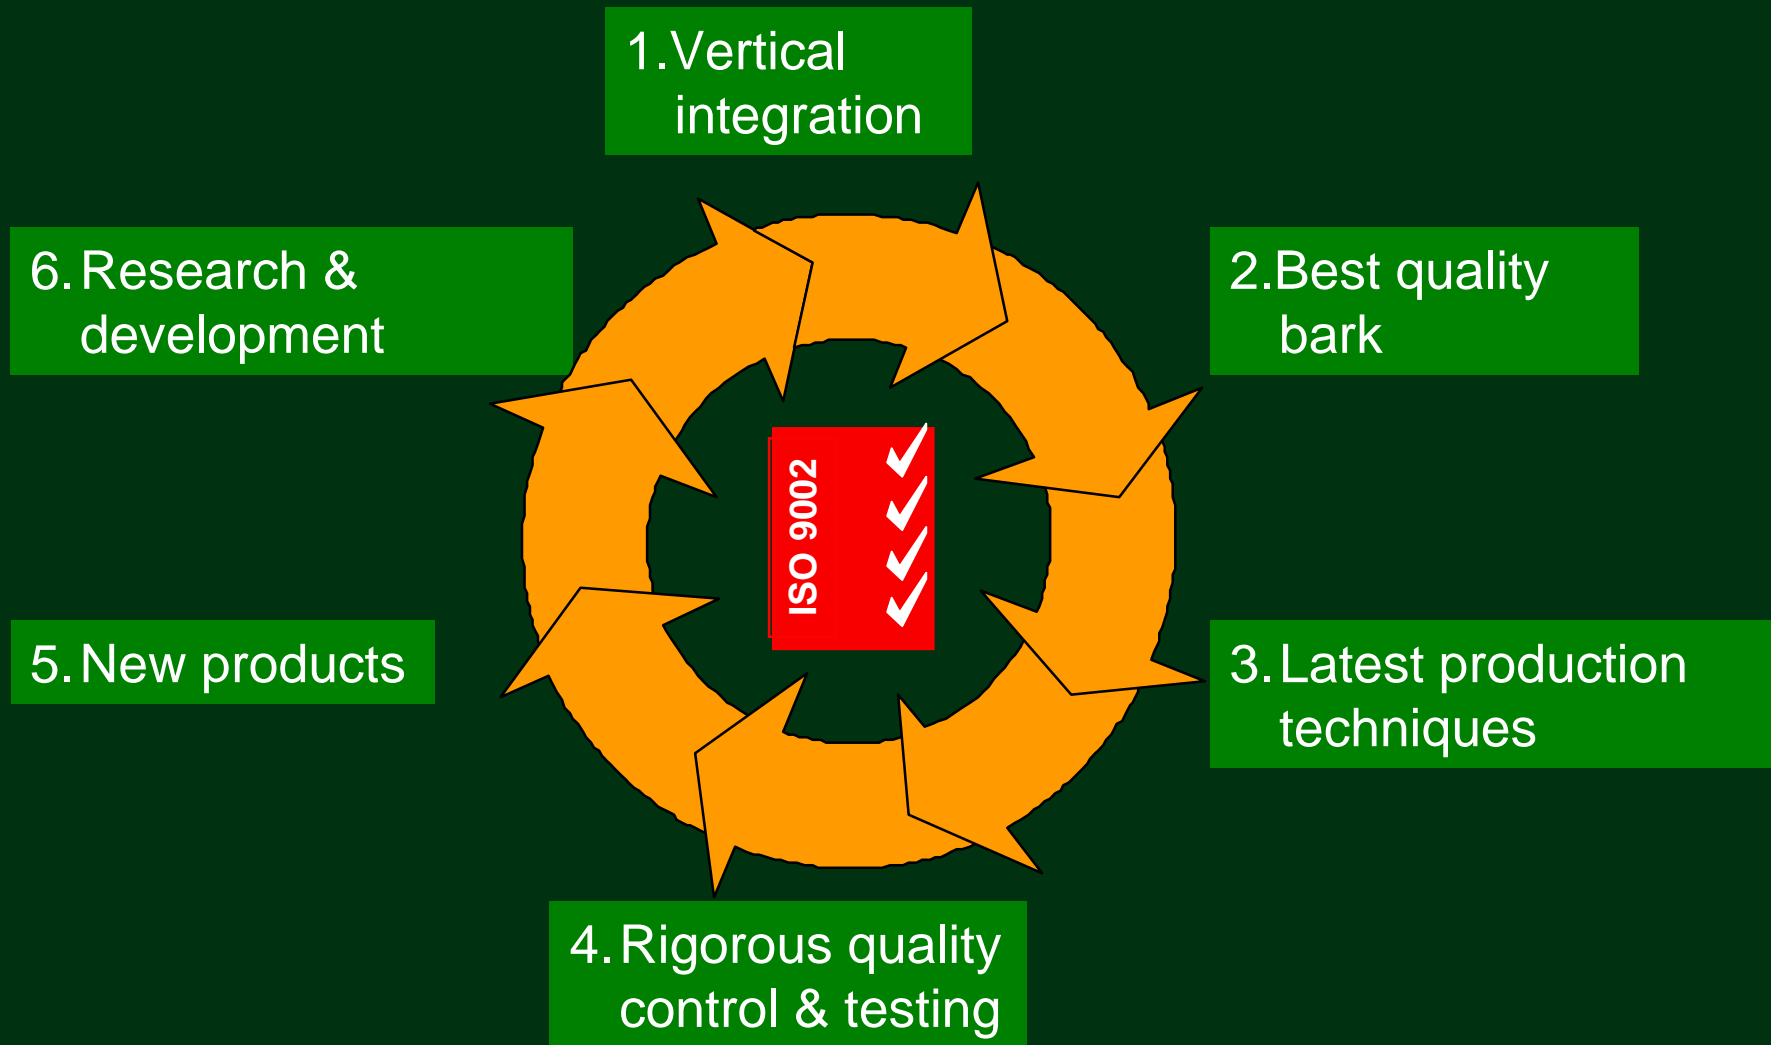 1.Vertical
integration
2.Best quality
bark
3.Latest production
techniques
4.Rigorous quality
control & testing
5.New products
6.Research &
development
ISO 9002